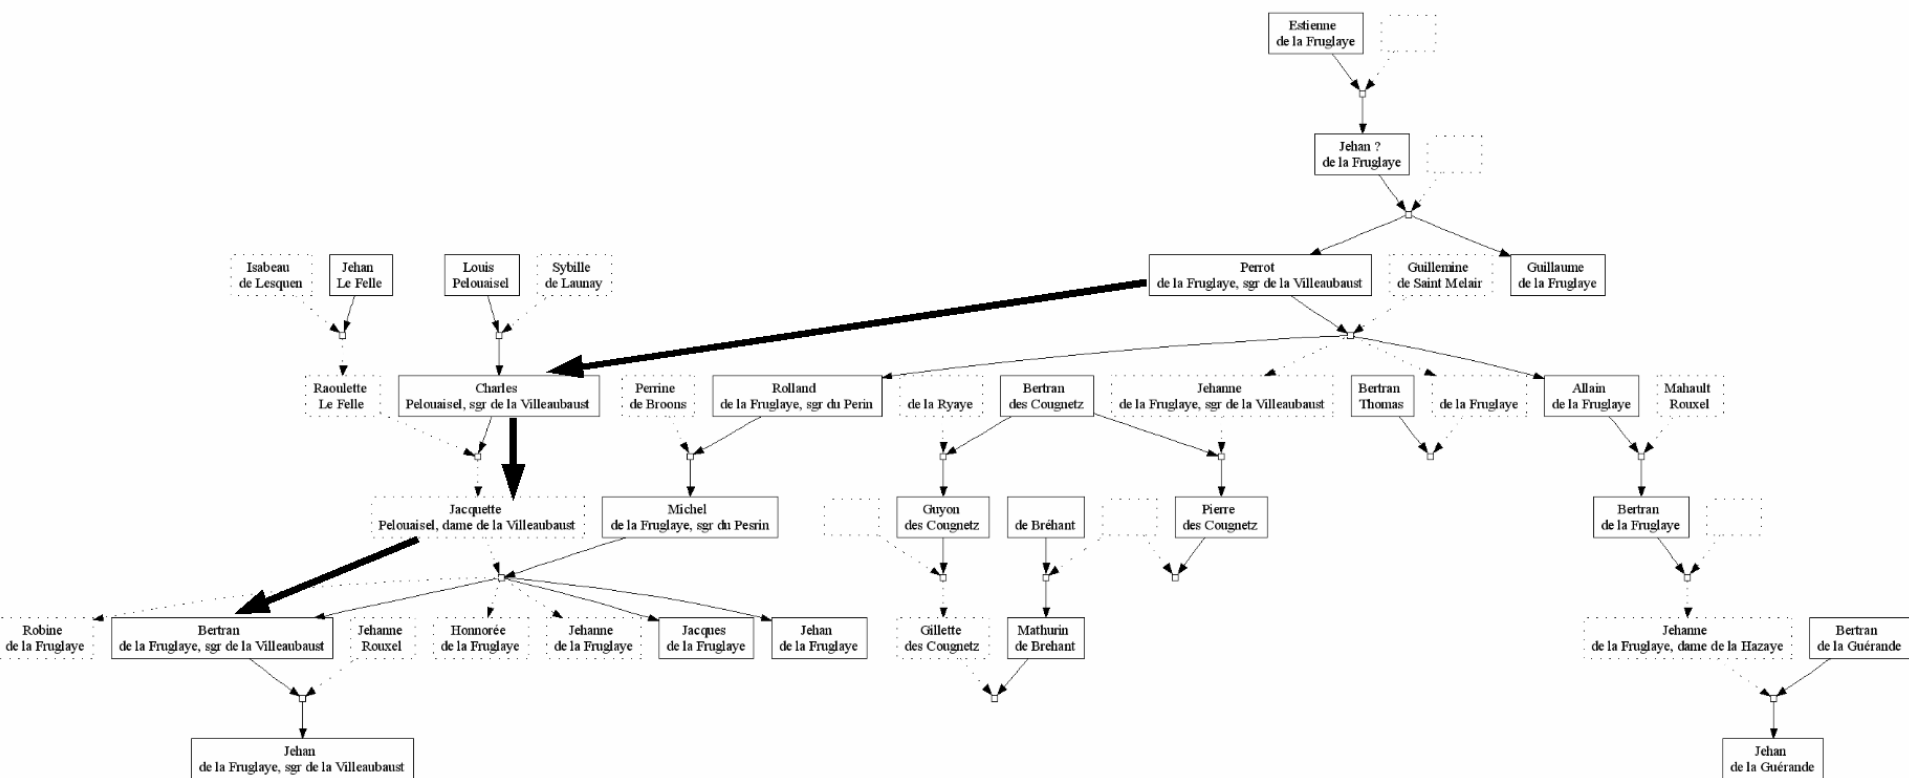 Estienne
de la Fruglaye
Jehan ?
de la Fruglaye
Isabeau
de Lesquen
Jehan
Le Felle
Louis
Pelouaisel
Sybille
de Launay
Perrot
de la Fruglaye, sgr de la Villeaubaust
Guillemine
de Saint Melair
Guillaume
de la Fruglaye
Raoulette
Le Felle
Charles
Pelouaisel, sgr de la Villeaubaust
Perrine
de Broons
Rolland
de la Fruglaye, sgr du Perin
de la Ryaye
Bertran
des Cougnetz
Jehanne
de la Fruglaye, sgr de la Villeaubaust
Bertran
Thomas
de la Fruglaye
Allain
de la Fruglaye
Mahault
Rouxel
Jacquette
Pelouaisel, dame de la Villeaubaust
Michel
de la Fruglaye, sgr du Pesrin
Guyon
des Cougnetz
de Bréhant
Pierre
des Cougnetz
Bertran
de la Fruglaye
Robine
de la Fruglaye
Bertran
de la Fruglaye, sgr de la Villeaubaust
Jehanne
Rouxel
Honnorée
de la Fruglaye
Jehanne
de la Fruglaye
Jacques
de la Fruglaye
Jehan
de la Fruglaye
Gillette
des Cougnetz
Mathurin
de Brehant
Jehanne
de la Fruglaye, dame de la Hazaye
Bertran
de la Guérande
Jehan
de la Fruglaye, sgr de la Villeaubaust
Jehan
de la Guérande